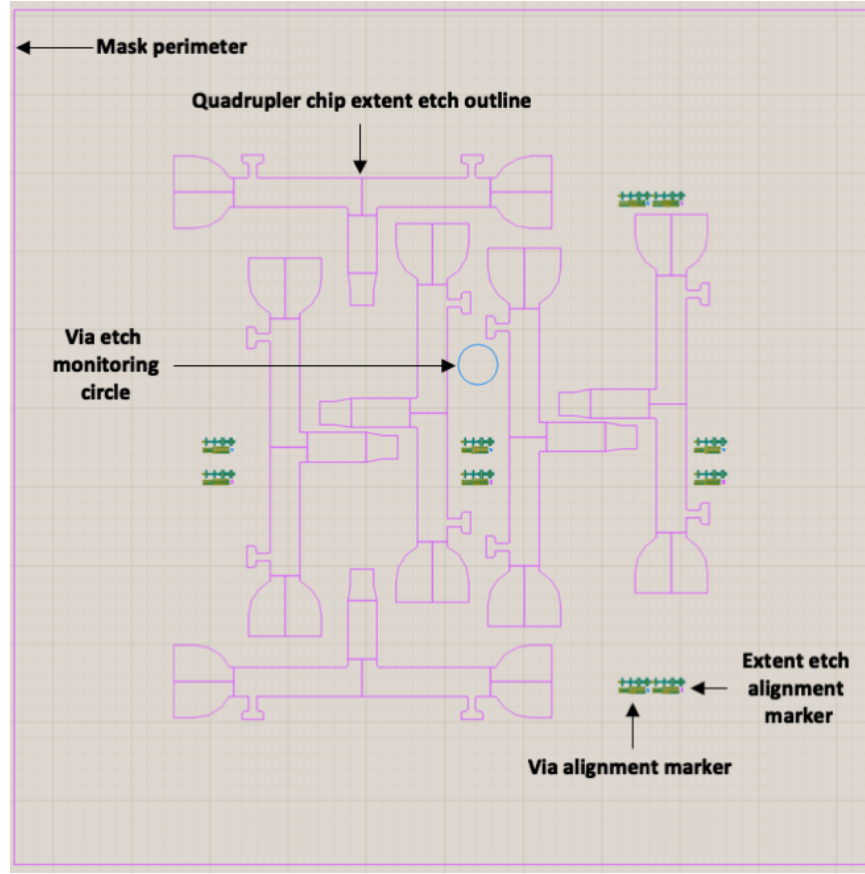 Mask perimeter
Quadrupler chip extent etch outline
Via etch
monitoring
circle
Extent etch
alignment
marker
Via alignment marker